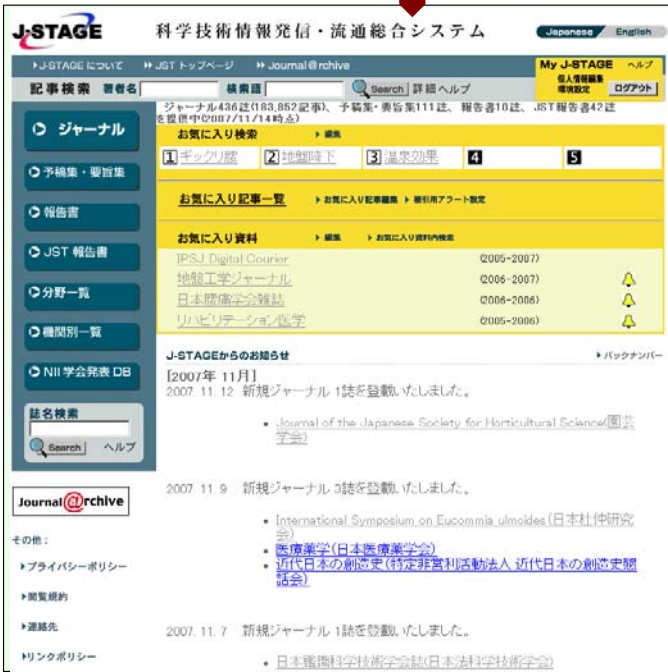 J-STAGE
科学技術情報発信・流通総合システム
Japanese English
J-STAGE について JST トップページ Journal@rchive
My J-STAGE ヘルプ
個人情報編集
環境設定 ログアウト
記事検索 著者名 検索語 Search 詳細 ヘルプ
ジャーナル436誌(183,852記事)、予稿集・要旨集111誌、報告書10誌、JST報告書42誌
を提供中(2007/11/14時点)
お気に入り検索 編集
1 ギックリ腰 2 地盤降下 3 温泉効果 4 5
お気に入り記事一覧 お気に入り記事編集 被引用アラート設定
お気に入り資料 編集 お気に入り資料内検索
IPSJ Digital Courier (2005-2007)
地盤工学ジャーナル (2006-2007)
日本腰痛学会雑誌 (2006-2006)
リハビリテーション医学 (2005-2006)
ジャーナル
予稿集・要旨集
報告書
JST 報告書
分野一覧
機関別一覧
NII 学会発表 DB
誌名検索
Search ヘルプ
Journal@rchive
その他：
プライバシーポリシー
閲覧規約
連絡先
リンクポリシー
J-STAGEからのお知らせ バックナンバー
[2007年 11月]
2007. 11. 12 新規ジャーナル 1誌を登載いたしました。
Journal of the Japanese Society for Horticultural Science(園芸
学会)
2007. 11. 9 新規ジャーナル 3誌を登載いたしました。
International Symposium on Eucommia ulmoides(日本杜仲研究
会)
医療薬学(日本医療薬学会)
近代日本の創造史(特定非営利活動法人 近代日本の創造史懇
話会)
2007. 11. 7 新規ジャーナル 1誌を登載いたしました。
日本鑑識科学技術学会誌(日本法科学技術学会)